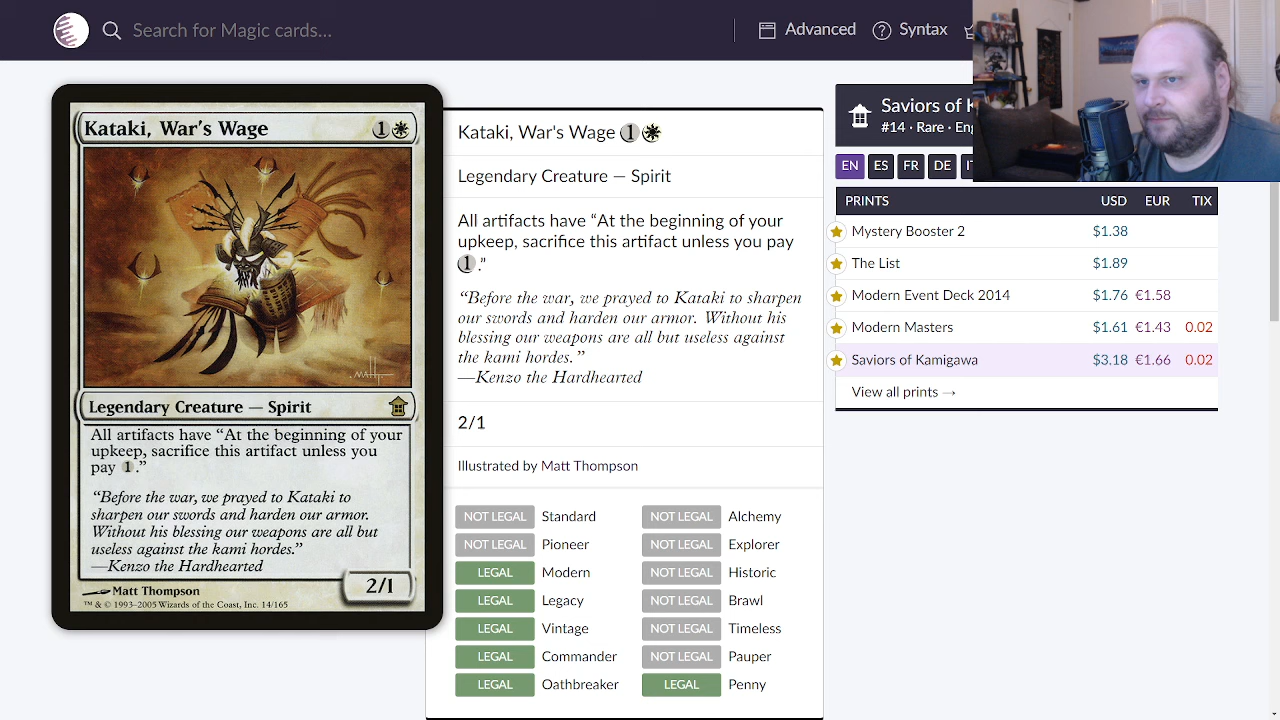 Search for Magic cards...
Advanced
Syntax
Kataki, War's Wage 1
Legendary Creature — Spirit
All artifacts have “At the beginning of your
upkeep, sacrifice this artifact unless you
pay 1.”
“Before the war, we prayed to Kataki to
sharpen our swords and harden our armor.
Without his blessing our weapons are all but
useless against the kami hordes.”
—Kenzo the Hardhearted
2/1
Matt Thompson
™ & © 1993–2005 Wizards of the Coast, Inc. 14/165
Kataki, War's Wage 1
Legendary Creature — Spirit
All artifacts have “At the beginning of your
upkeep, sacrifice this artifact unless you pay
1.”
“Before the war, we prayed to Kataki to sharpen
our swords and harden our armor. Without his
blessing our weapons are all but useless against
the kami hordes.”
—Kenzo the Hardhearted
2/1
Illustrated by Matt Thompson
NOT LEGAL Standard NOT LEGAL Alchemy
NOT LEGAL Pioneer NOT LEGAL Explorer
LEGAL Modern NOT LEGAL Historic
LEGAL Legacy NOT LEGAL Brawl
LEGAL Vintage NOT LEGAL Timeless
LEGAL Commander NOT LEGAL Pauper
LEGAL Oathbreaker LEGAL Penny
Saviors of
#14 · Rare ·
EN ES FR DE
PRINTS USD EUR TIX
Mystery Booster 2 $1.38
The List $1.89
Modern Event Deck 2014 $1.76 €1.58
Modern Masters $1.61 €1.43 0.02
Saviors of Kamigawa $3.18 €1.66 0.02
View all prints →